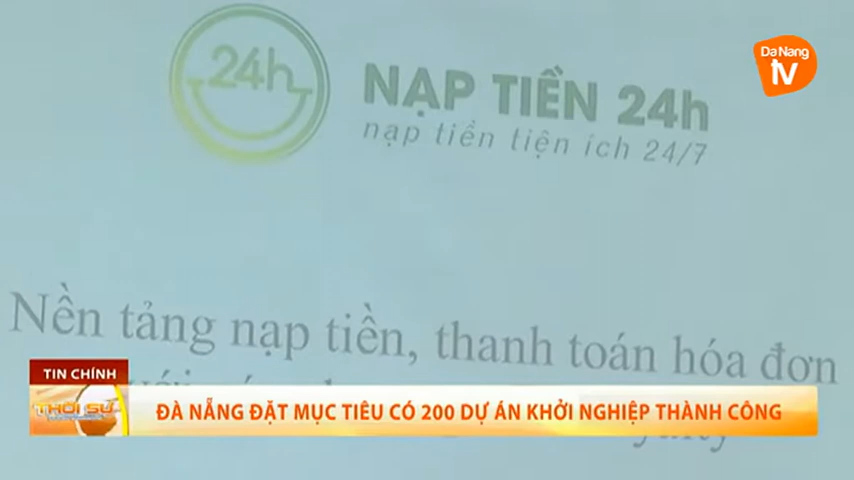 Da Nang
tv
24h
NẠP TIỀN 24h
nạp tiền tiện ích 24/7
Nền tảng nạp tiền, thanh toán hóa đơn
TIN CHÍNH
THỜI SỰ
ĐÀ NẴNG ĐẶT MỤC TIÊU CÓ 200 DỰ ÁN KHỞI NGHIỆP THÀNH CÔNG